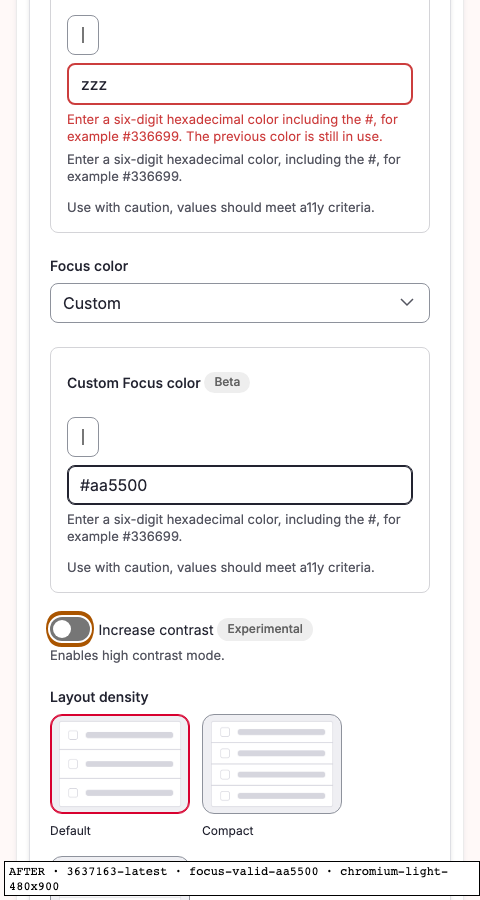 zzz
Enter a six-digit hexadecimal color including the #, for
example #336699. The previous color is still in use.
Enter a six-digit hexadecimal color, including the #, for
example #336699.
Use with caution, values should meet a11y criteria.
Focus color
Custom
Custom Focus color Beta
#aa5500
Enter a six-digit hexadecimal color, including the #, for
example #336699.
Use with caution, values should meet a11y criteria.
Increase contrast Experimental
Enables high contrast mode.
Layout density
Default Compact
AFTER · 3637163-latest · focus-valid-aa5500 · chromium-light-
480x900